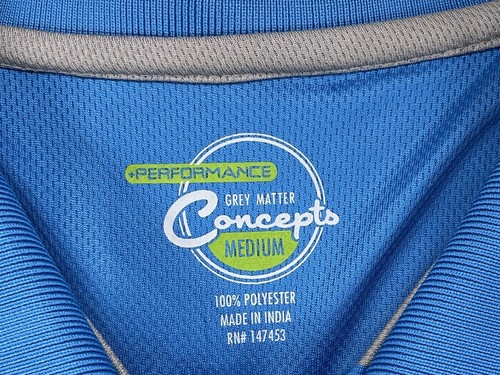 +PERFORMANCE
GREY MATTER
Concepts
MEDIUM
100% POLYESTER
MADE IN INDIA
RN# 147453